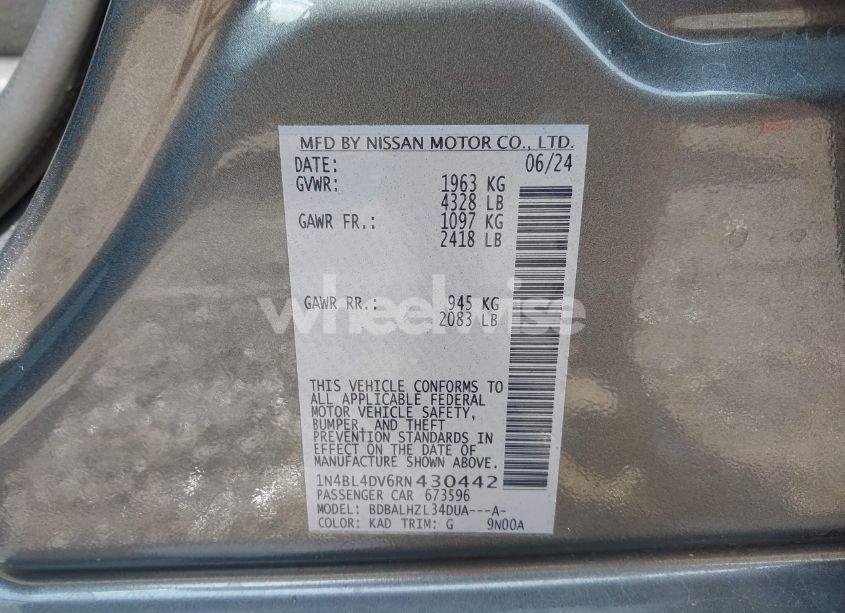 MFD BY NISSAN MOTOR CO., LTD.
DATE: 06/24
GVWR: 1963 KG
4328 LB
GAWR FR.: 1097 KG
2418 LB
GAWR RR.: 945 KG
2083 LB
wheelwise
THIS VEHICLE CONFORMS TO
ALL APPLICABLE FEDERAL
MOTOR VEHICLE SAFETY,
BUMPER, AND THEFT
PREVENTION STANDARDS IN
EFFECT ON THE DATE OF
MANUFACTURE SHOWN ABOVE.
1N4BL4DV6RN430442
PASSENGER CAR 673596
MODEL: BDBALHZL34DUA---A-
COLOR: KAD TRIM: G 9N00A